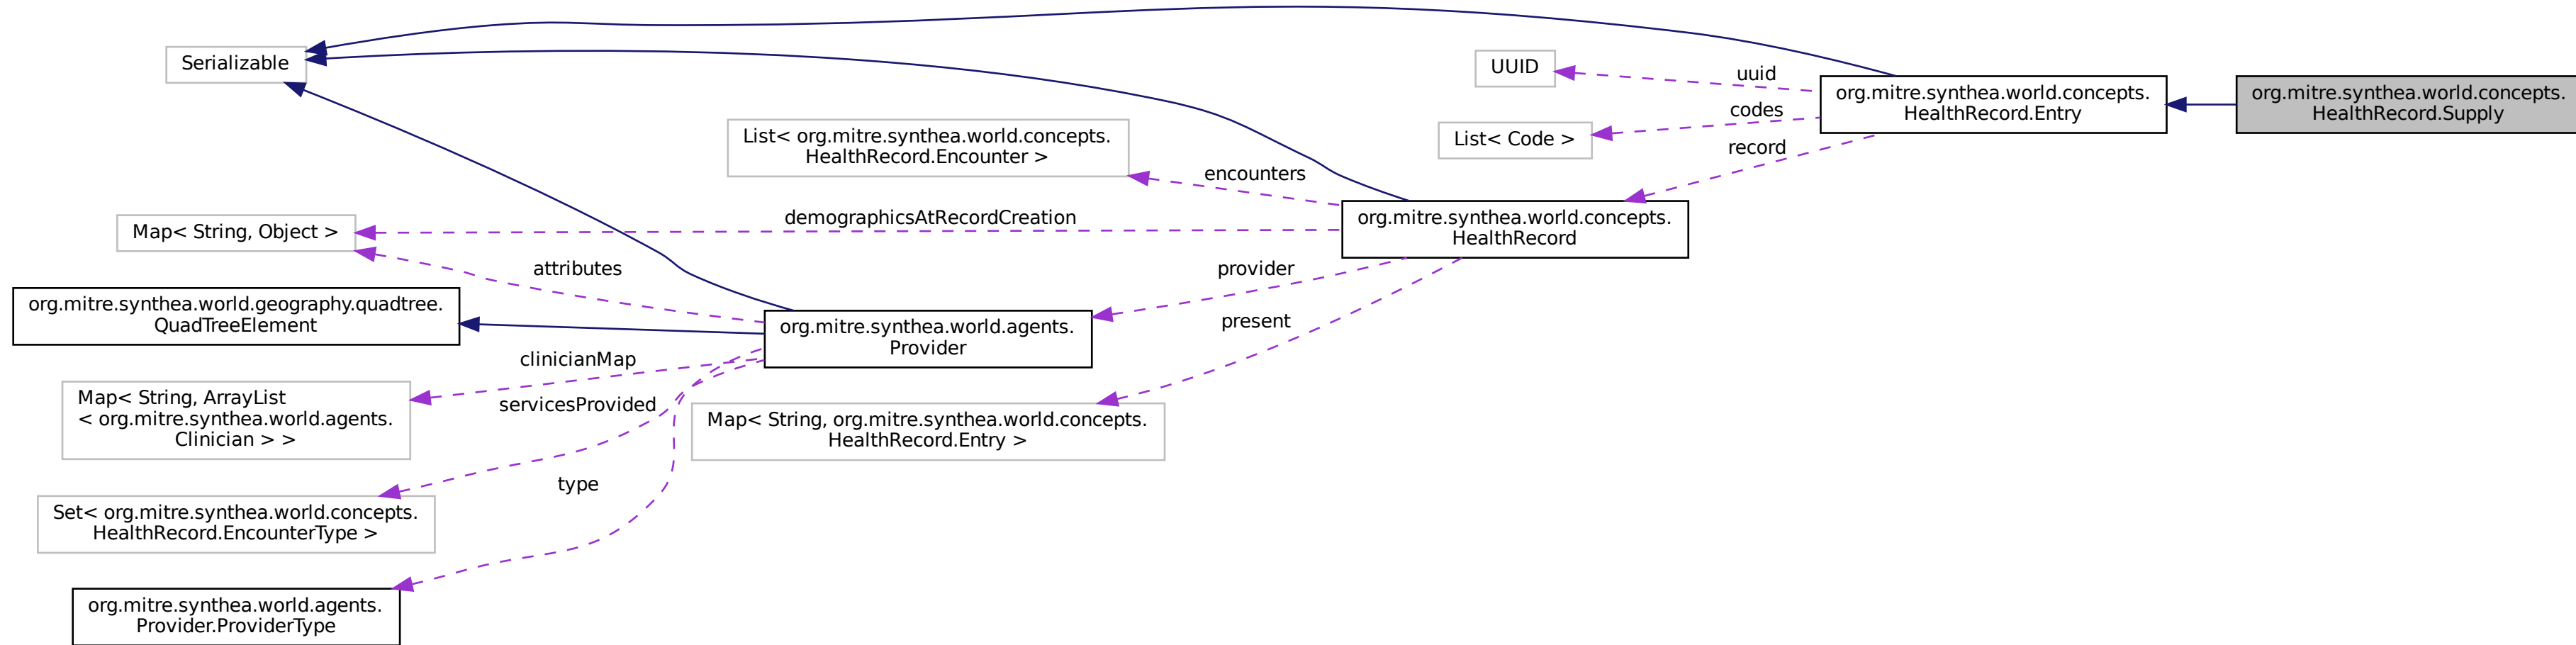 Serializable
UUID
uuid
org.mitre.synthea.world.concepts.
HealthRecord.Entry
org.mitre.synthea.world.concepts.
HealthRecord.Supply
codes
List< Code >
record
List< org.mitre.synthea.world.concepts.
HealthRecord.Encounter >
encounters
org.mitre.synthea.world.concepts.
HealthRecord
demographicsAtRecordCreation
Map< String, Object >
attributes
provider
org.mitre.synthea.world.geography.quadtree.
QuadTreeElement
org.mitre.synthea.world.agents.
Provider
present
clinicianMap
Map< String, ArrayList
< org.mitre.synthea.world.agents.
Clinician > >
servicesProvided
Map< String, org.mitre.synthea.world.concepts.
HealthRecord.Entry >
type
Set< org.mitre.synthea.world.concepts.
HealthRecord.EncounterType >
org.mitre.synthea.world.agents.
Provider.ProviderType